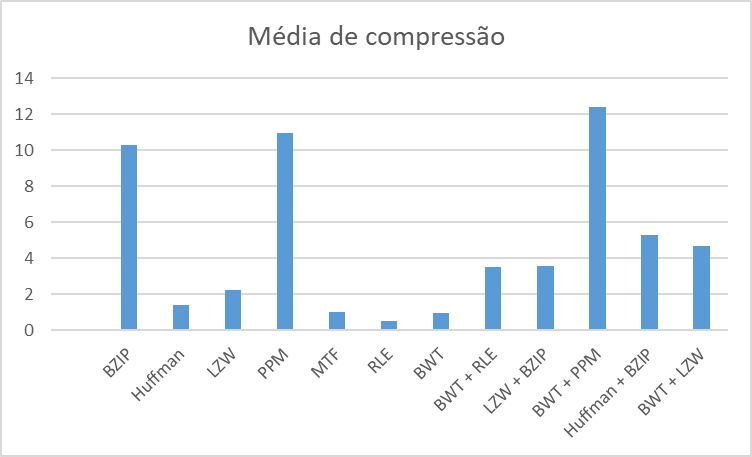 Média de compressão
14
12
10
8
6
4
2
0
BZIP
Huffman
LZW
PPM
MTF
RLE
BWT
BWT + RLE
LZW + BZIP
BWT + PPM
Huffman + BZIP
BWT + LZW